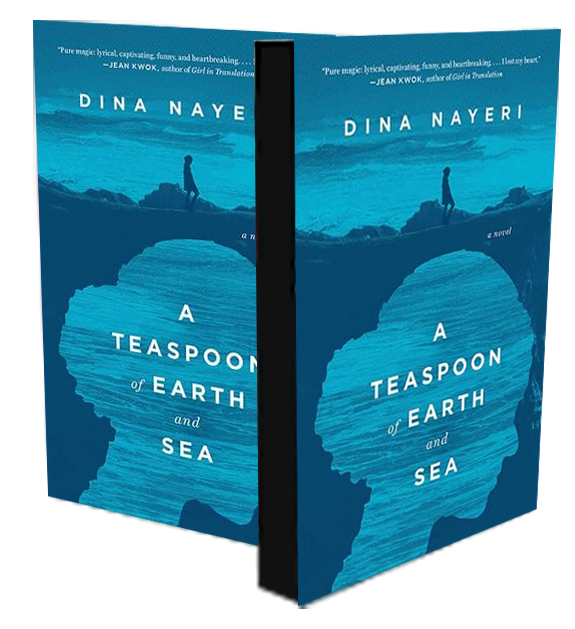 "Pure magic: lyrical, captivating, funny, and heartbreaking. . . . I
—JEAN KWOK, author of Girl in Translation
DINA NAYE
a n
A
TEASPOON
of EARTH
and
SEA
"Pure magic: lyrical, captivating, funny, and heartbreaking. . . . I lost my heart."
—JEAN KWOK, author of Girl in Translation
DINA NAYERI
a novel
A
TEASPOON
of EARTH
and
SEA